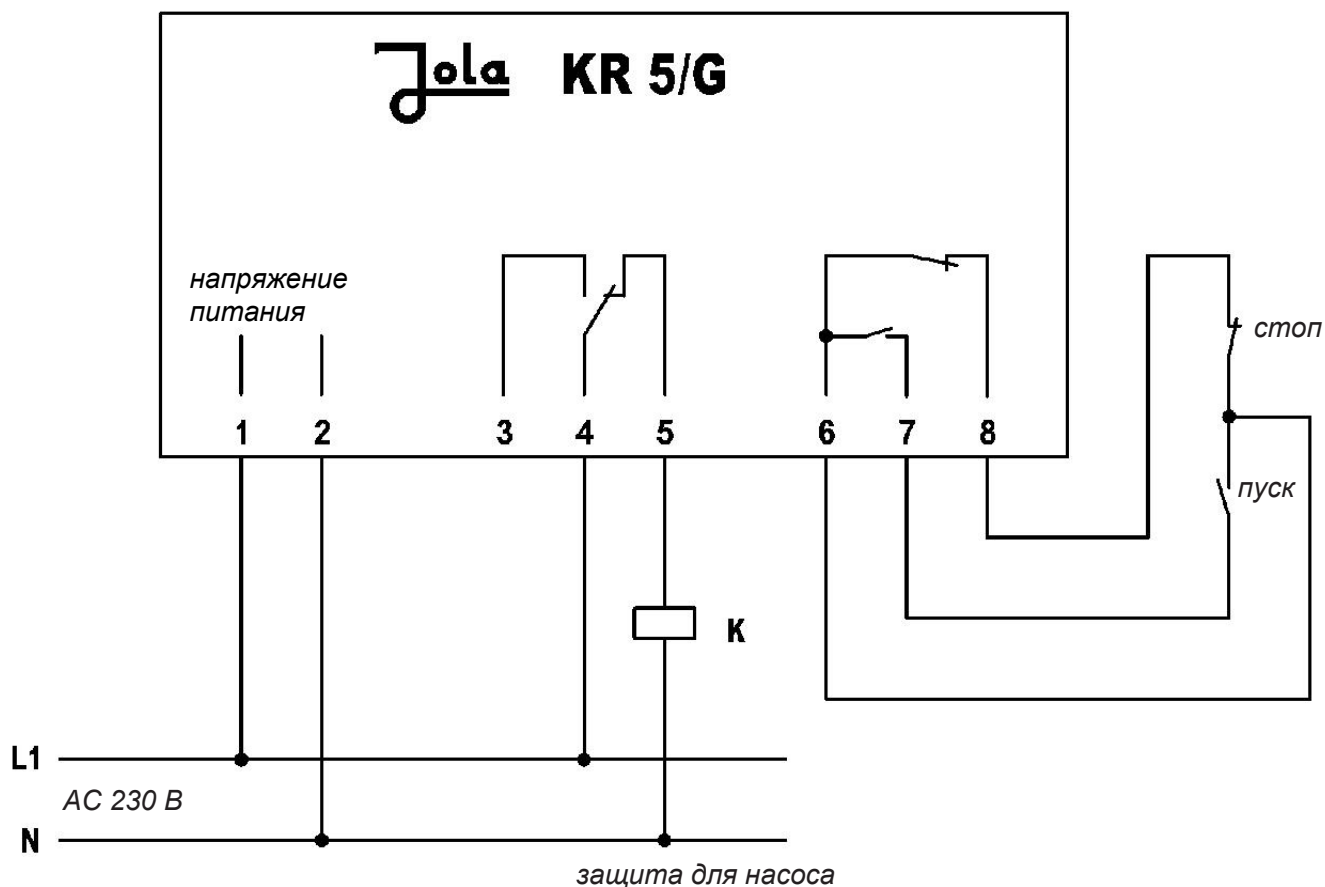 Jola KR 5/G
напряжение
питания
стоп
1 2 3 4 5 6 7 8
пуск
K
L1
AC 230 В
N
защита для насоса